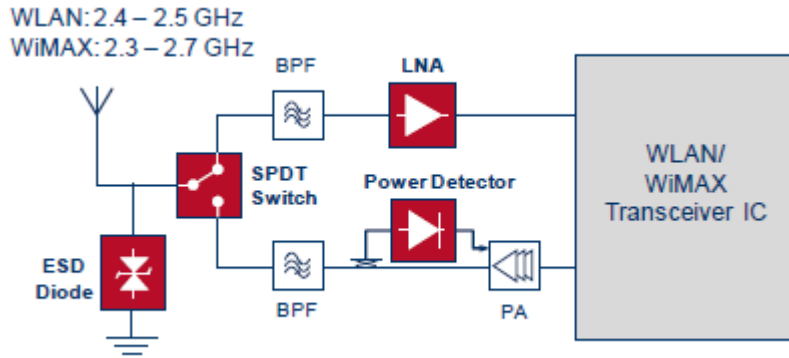 WLAN: 2.4 – 2.5 GHz
WiMAX: 2.3 – 2.7 GHz
BPF
LNA
SPDT
Switch
Power Detector
WLAN/
WiMAX
Transceiver IC
ESD
Diode
BPF
PA